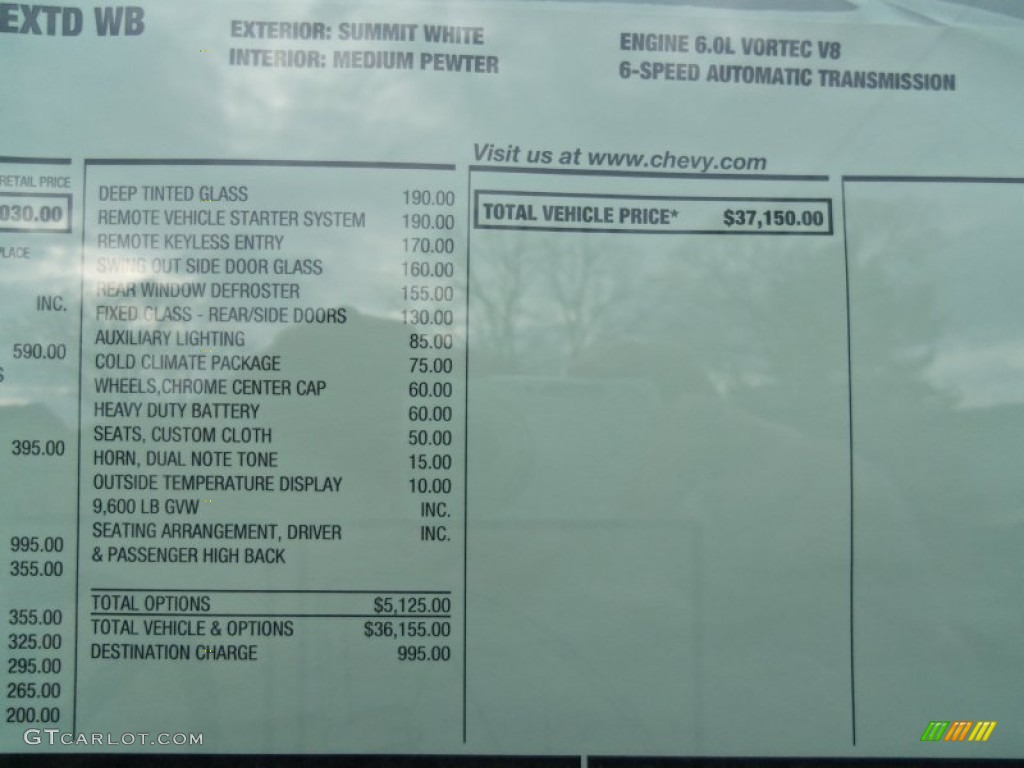 EXTD WB
EXTERIOR: SUMMIT WHITE
INTERIOR: MEDIUM PEWTER
ENGINE 6.0L VORTEC V8
6-SPEED AUTOMATIC TRANSMISSION
RETAIL PRICE
030.00
PLACE
INC.
590.00
S
395.00
995.00
355.00
355.00
325.00
295.00
265.00
200.00
DEEP TINTED GLASS 190.00
REMOTE VEHICLE STARTER SYSTEM 190.00
REMOTE KEYLESS ENTRY 170.00
SWING OUT SIDE DOOR GLASS 160.00
REAR WINDOW DEFROSTER 155.00
FIXED GLASS - REAR/SIDE DOORS 130.00
AUXILIARY LIGHTING 85.00
COLD CLIMATE PACKAGE 75.00
WHEELS,CHROME CENTER CAP 60.00
HEAVY DUTY BATTERY 60.00
SEATS, CUSTOM CLOTH 50.00
HORN, DUAL NOTE TONE 15.00
OUTSIDE TEMPERATURE DISPLAY 10.00
9,600 LB GVW INC.
SEATING ARRANGEMENT, DRIVER INC.
& PASSENGER HIGH BACK
TOTAL OPTIONS $5,125.00
TOTAL VEHICLE & OPTIONS $36,155.00
DESTINATION CHARGE 995.00
Visit us at www.chevy.com
TOTAL VEHICLE PRICE* $37,150.00
GTCARLOT.COM